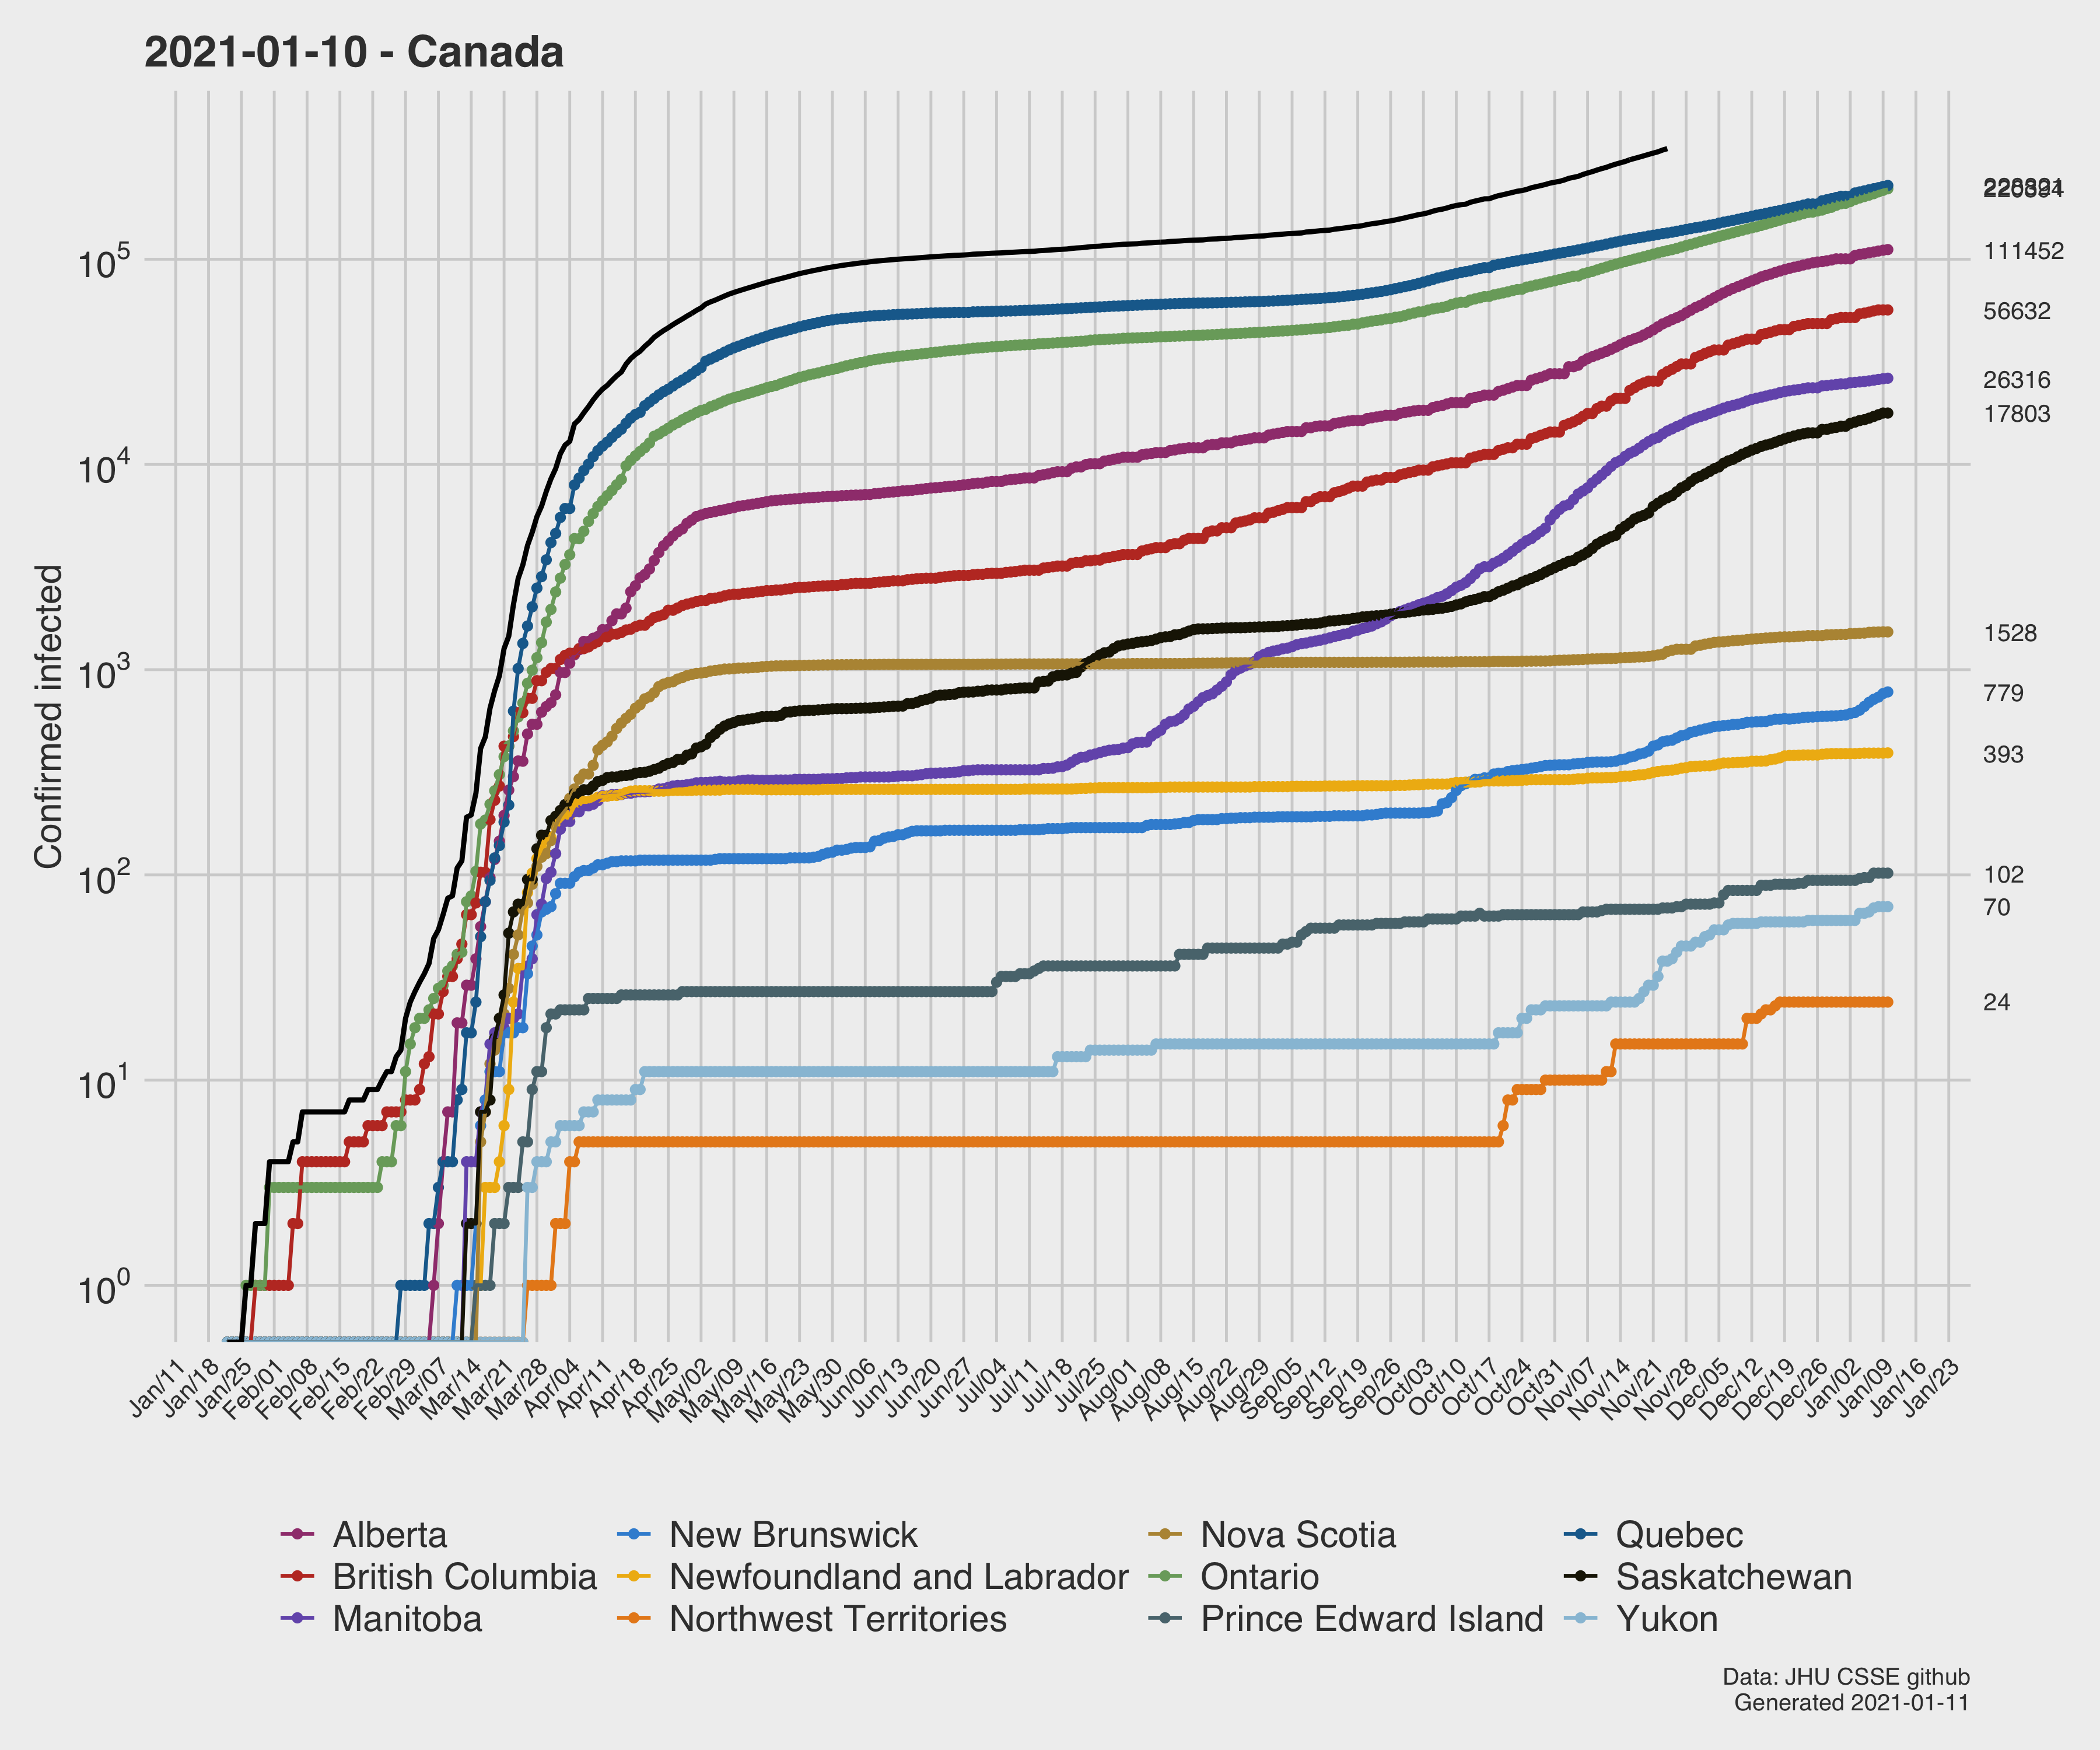 2021-01-10 - Canada
Confirmed infected
10^5
10^4
10^3
10^2
10^1
10^0
111452
56632
26316
17803
1528
779
393
102
70
24
Jan/11
Jan/18
Jan/25
Feb/01
Feb/08
Feb/15
Feb/22
Feb/29
Mar/07
Mar/14
Mar/21
Mar/28
Apr/04
Apr/11
Apr/18
Apr/25
May/02
May/09
May/16
May/23
May/30
Jun/06
Jun/13
Jun/20
Jun/27
Jul/04
Jul/11
Jul/18
Jul/25
Aug/01
Aug/08
Aug/15
Aug/22
Aug/29
Sep/05
Sep/12
Sep/19
Sep/26
Oct/03
Oct/10
Oct/17
Oct/24
Oct/31
Nov/07
Nov/14
Nov/21
Nov/28
Dec/05
Dec/12
Dec/19
Dec/26
Jan/02
Jan/09
Jan/16
Jan/23
Alberta
British Columbia
Manitoba
New Brunswick
Newfoundland and Labrador
Northwest Territories
Nova Scotia
Ontario
Prince Edward Island
Quebec
Saskatchewan
Yukon
Data: JHU CSSE github
Generated 2021-01-11